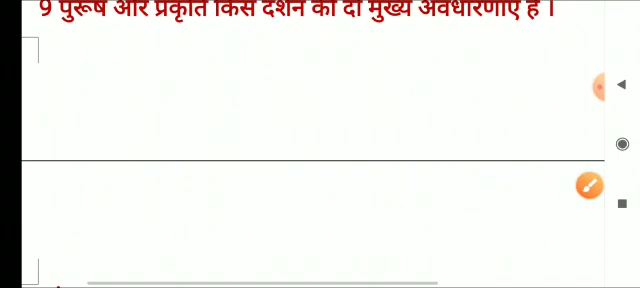 9 पुरूष और प्रकृति किस दर्शन की दो मुख्य अवधारणाएं है ।